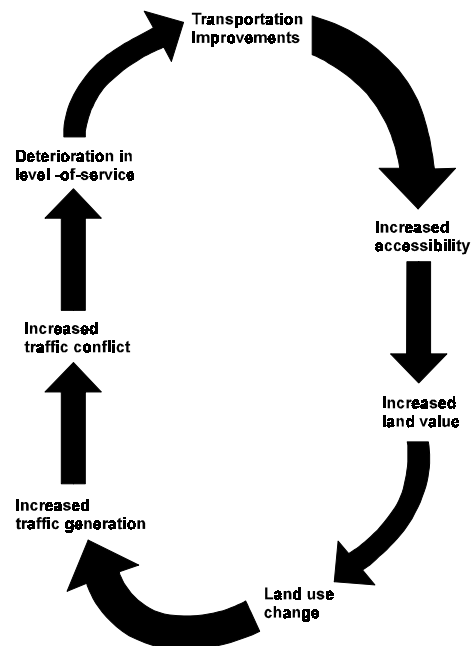 Transportation
Improvements
Increased
accessibility
Increased
land value
Land use
change
Increased
traffic generation
Increased
traffic conflict
Deterioration in
level -of-service